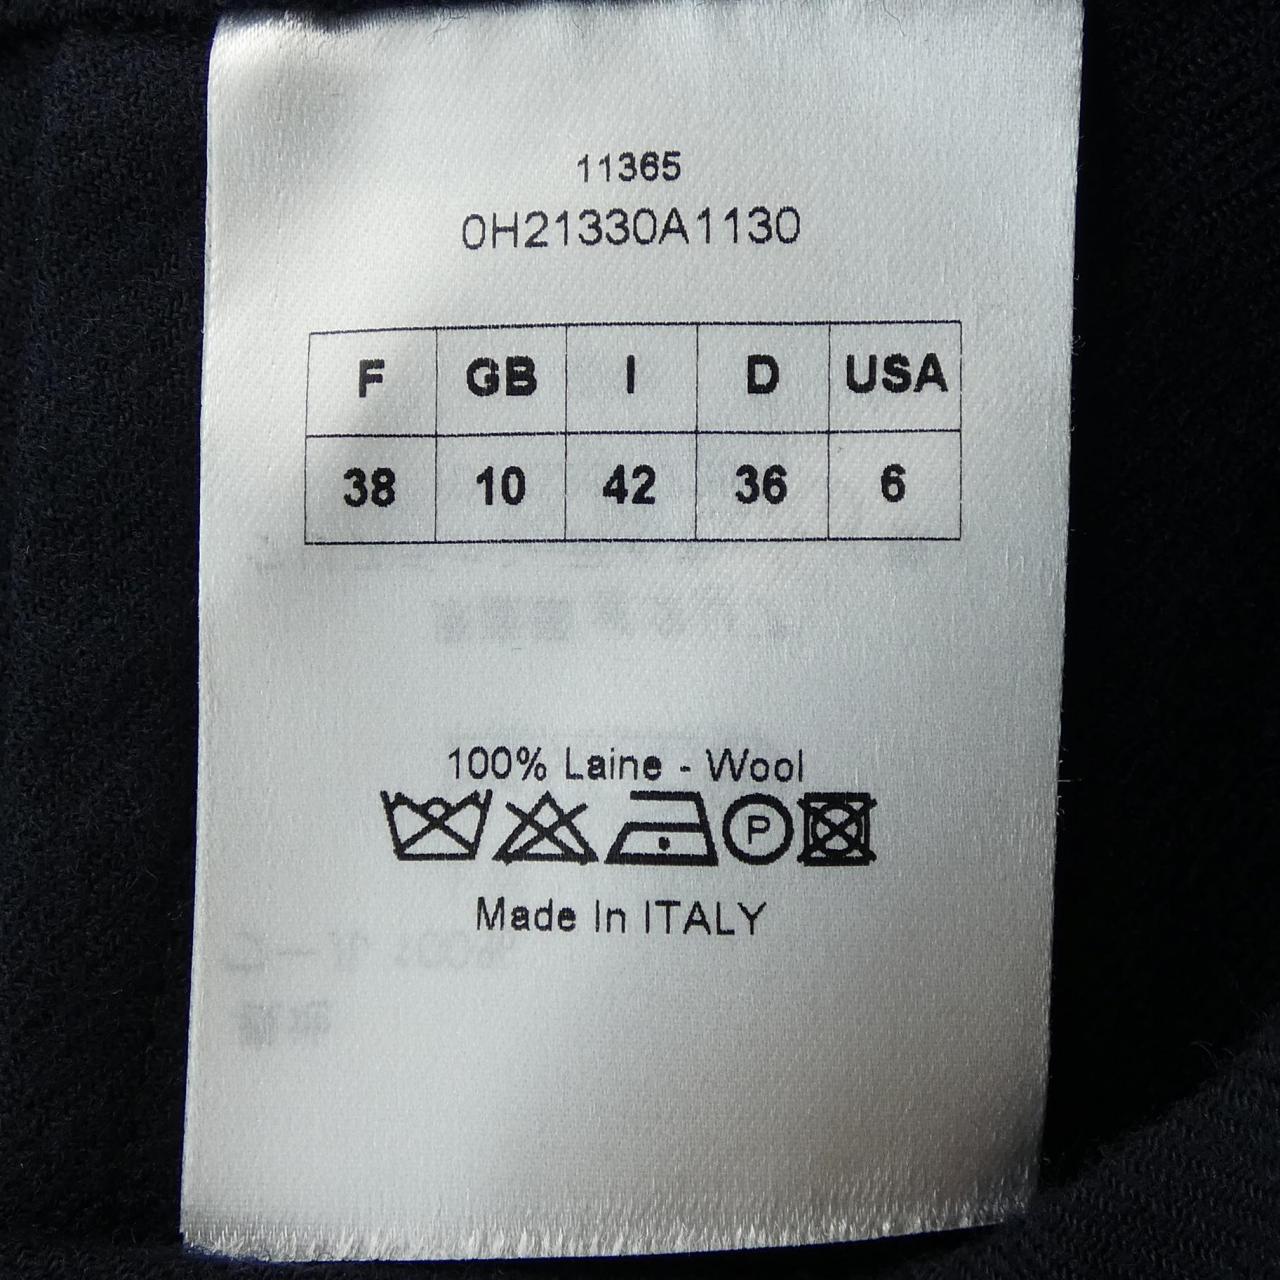 11365
0H21330A1130
F GB I D USA
38 10 42 36 6
100% Laine - Wool
P
Made In ITALY